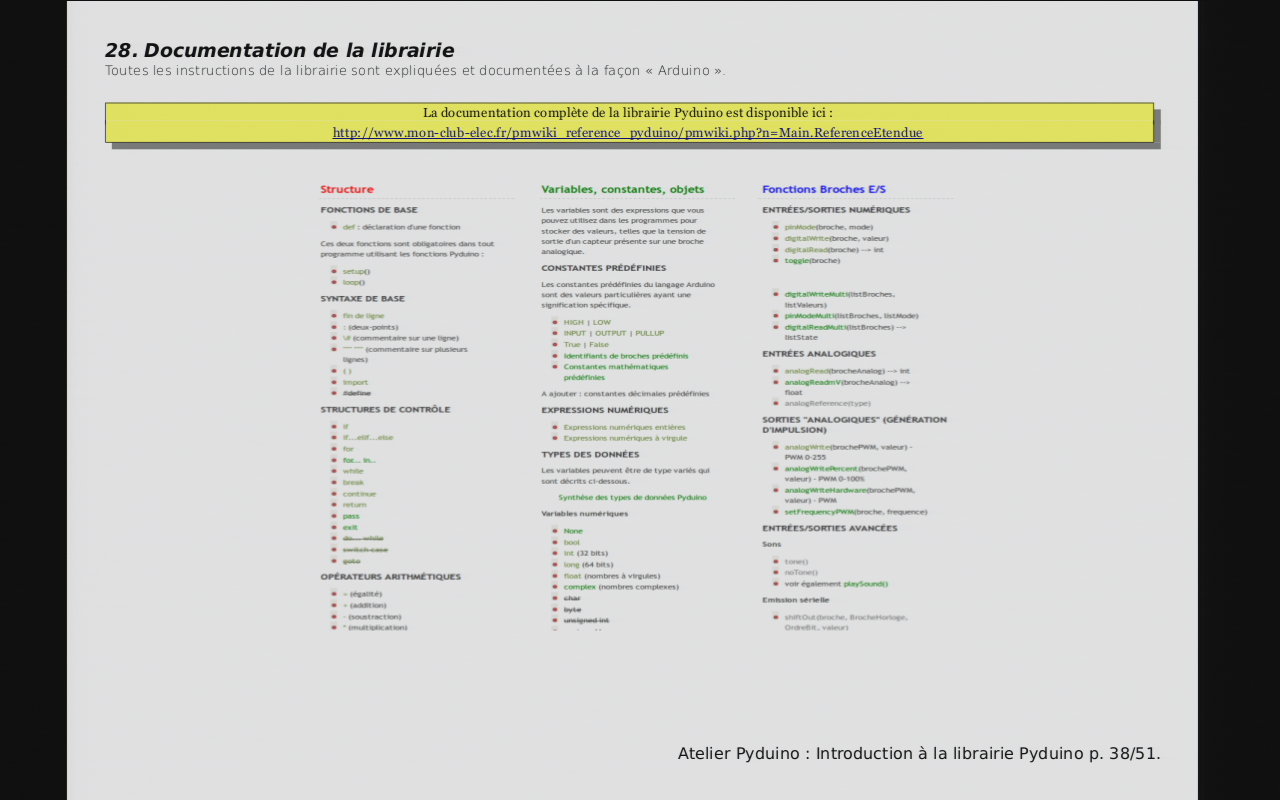 28. Documentation de la librairie
Toutes les instructions de la librairie sont expliquées et documentées à la façon « Arduino ».
La documentation complète de la librairie Pyduino est disponible ici :
http://www.mon-club-elec.fr/pmwiki_reference_pyduino/pmwiki.php?n=Main.ReferenceEtendue
Structure
FONCTIONS DE BASE
def : déclaration d'une fonction
Ces deux fonctions sont obligatoires dans tout
programme utilisant les fonctions Pyduino :
setup()
loop()
SYNTAXE DE BASE
fin de ligne
: (deux-points)
\# (commentaire sur une ligne)
""" """ (commentaire sur plusieurs
lignes)
( )
import
#define
STRUCTURES DE CONTRÔLE
if
if...elif...else
for
for... in..
while
break
continue
return
pass
exit
do... while
switch case
goto
OPÉRATEURS ARITHMÉTIQUES
= (égalité)
+ (addition)
- (soustraction)
* (multiplication)
Variables, constantes, objets
Les variables sont des expressions que vous
pouvez utilisez dans les programmes pour
stocker des valeurs, telles que la tension de
sortie d'un capteur présente sur une broche
analogique.
CONSTANTES PRÉDÉFINIES
Les constantes prédéfinies du langage Arduino
sont des valeurs particulières ayant une
signification spécifique.
HIGH | LOW
INPUT | OUTPUT | PULLUP
True | False
Identifiants de broches prédéfinis
Constantes mathématiques
prédéfinies
A ajouter : constantes décimales prédéfinies
EXPRESSIONS NUMÉRIQUES
Expressions numériques entières
Expressions numériques à virgule
TYPES DES DONNÉES
Les variables peuvent être de type variés qui
sont décrits ci-dessous.
Synthèse des types de données Pyduino
Variables numériques
None
bool
int (32 bits)
long (64 bits)
float (nombres à virgules)
complex (nombres complexes)
char
byte
unsigned int
Fonctions Broches E/S
ENTRÉES/SORTIES NUMÉRIQUES
pinMode(broche, mode)
digitalWrite(broche, valeur)
digitalRead(broche) --> int
toggle(broche)
digitalWriteMulti(listBroches,
listValeurs)
pinModeMulti(listBroches, listMode)
digitalReadMulti(listBroches) -->
listState
ENTRÉES ANALOGIQUES
analogRead(brocheAnalog) --> int
analogReadmV(brocheAnalog) -->
float
analogReference(type)
SORTIES "ANALOGIQUES" (GÉNÉRATION
D'IMPULSION)
analogWrite(brochePWM, valeur) -
PWM 0-255
analogWritePercent(brochePWM,
valeur) - PWM 0-100%
analogWriteHardware(brochePWM,
valeur) - PWM
setFrequencyPWM(broche, frequence)
ENTRÉES/SORTIES AVANCÉES
Sons
tone()
noTone()
voir également playSound()
Emission sérielle
shiftOut(broche, BrocheHorloge,
OrdreBit, valeur)
Atelier Pyduino : Introduction à la librairie Pyduino p. 38/51.